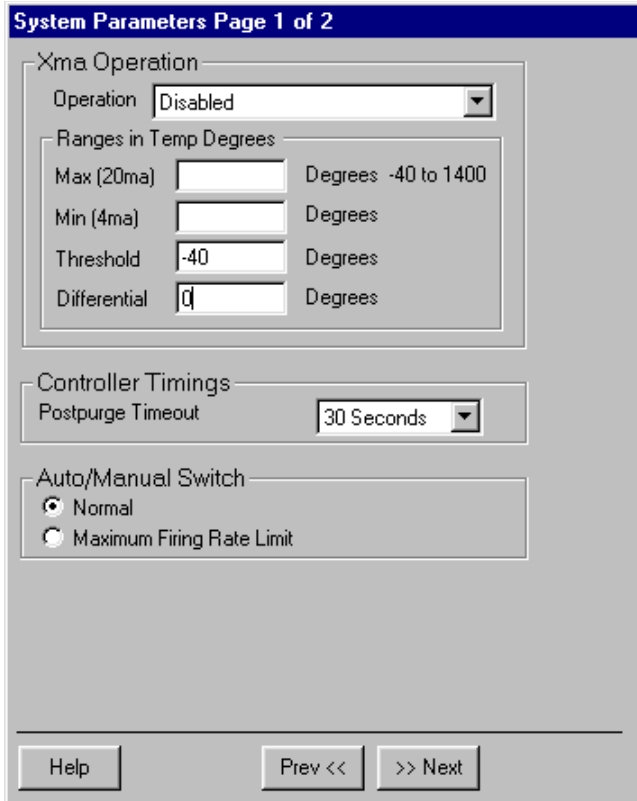 System Parameters Page 1 of 2
Xma Operation
Operation Disabled
Ranges in Temp Degrees
Max (20ma) Degrees -40 to 1400
Min (4ma) Degrees
Threshold -40 Degrees
Differential 0 Degrees
Controller Timings
Postpurge Timeout 30 Seconds
Auto/Manual Switch
Normal
Maximum Firing Rate Limit
Help Prev << >> Next